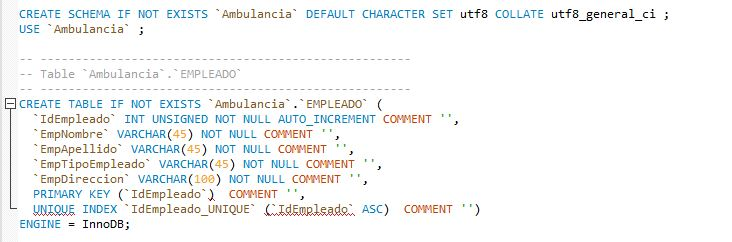 CREATE SCHEMA IF NOT EXISTS `Ambulancia` DEFAULT CHARACTER SET utf8 COLLATE utf8_general_ci ;
USE `Ambulancia` ;
-- -----------------------------------------------------
-- Table `Ambulancia`.`EMPLEADO`
-- -----------------------------------------------------
CREATE TABLE IF NOT EXISTS `Ambulancia`.`EMPLEADO` (
`IdEmpleado` INT UNSIGNED NOT NULL AUTO_INCREMENT COMMENT '',
`EmpNombre` VARCHAR(45) NOT NULL COMMENT '',
`EmpApellido` VARCHAR(45) NOT NULL COMMENT '',
`EmpTipoEmpleado` VARCHAR(45) NOT NULL COMMENT '',
`EmpDireccion` VARCHAR(100) NOT NULL COMMENT '',
PRIMARY KEY (`IdEmpleado`)  COMMENT '',
UNIQUE INDEX `IdEmpleado_UNIQUE` (`IdEmpleado` ASC)  COMMENT '')
ENGINE = InnoDB;